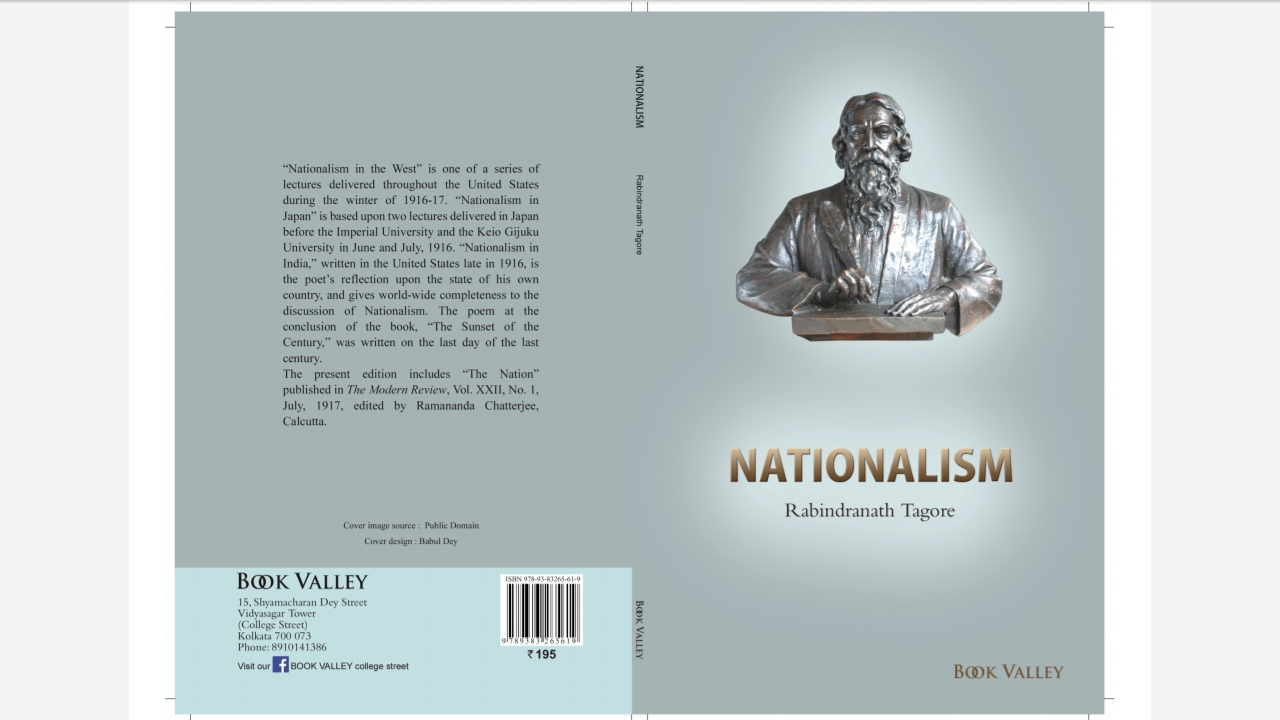 “Nationalism in the West” is one of a series of
lectures delivered throughout the United States
during the winter of 1916-17. “Nationalism in
Japan” is based upon two lectures delivered in Japan
before the Imperial University and the Keio Gijuku
University in June and July, 1916. “Nationalism in
India,” written in the United States late in 1916, is
the poet’s reflection upon the state of his own
country, and gives world-wide completeness to the
discussion of Nationalism. The poem at the
conclusion of the book, “The Sunset of the
Century,” was written on the last day of the last
century.
The present edition includes “The Nation”
published in The Modern Review, Vol. XXII, No. 1,
July, 1917, edited by Ramananda Chatterjee,
Calcutta.
Cover image source : Public Domain
Cover design : Babul Dey
BOOK VALLEY
15, Shyamacharan Dey Street
Vidyasagar Tower
(College Street)
Kolkata 700 073
Phone: 8910141386
Visit our f BOOK VALLEY college street
ISBN 978-93-83265-61-9
9 789383 265619
₹ 195
NATIONALISM
Rabindranath Tagore
BOOK VALLEY
NATIONALISM
Rabindranath Tagore
BOOK VALLEY